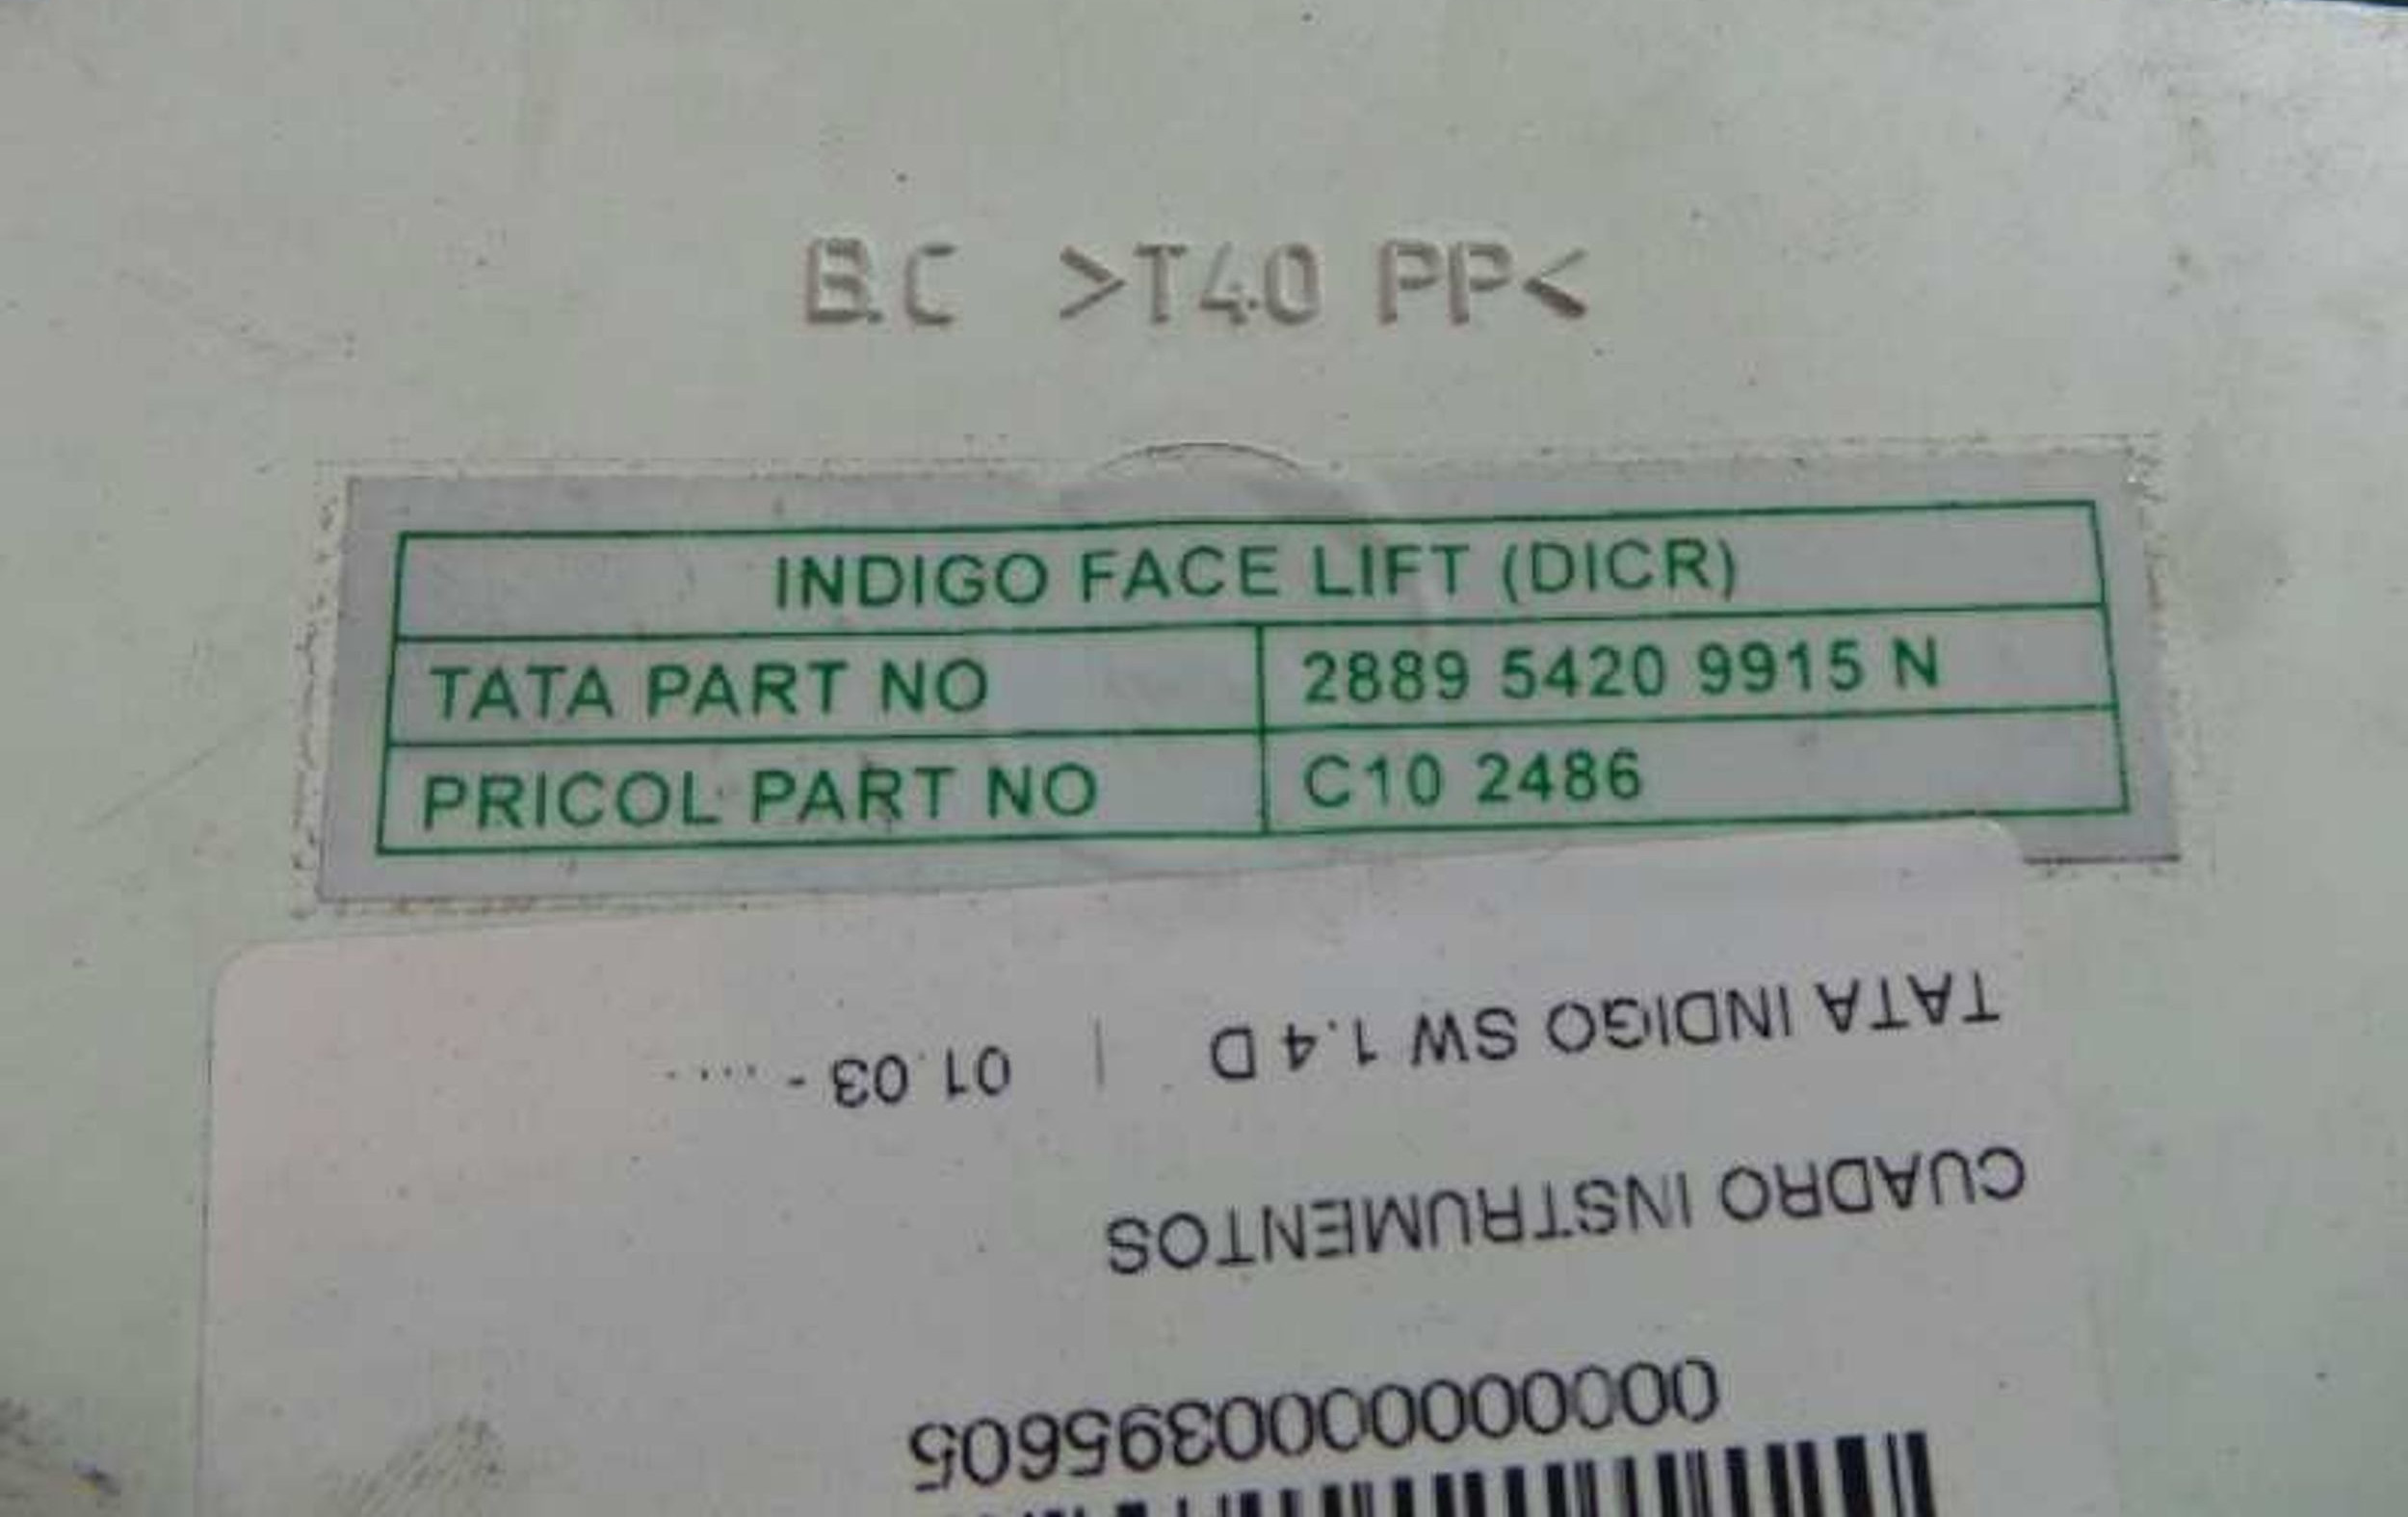 B.C >T40 PP<
INDIGO FACE LIFT (DICR)
TATA PART NO 2889 5420 9915 N
PRICOL PART NO C10 2486
TATA INDIGO SW 1.4 D | 01.03 - ....
CUADRO INSTRUMENTOS
0000000000395605